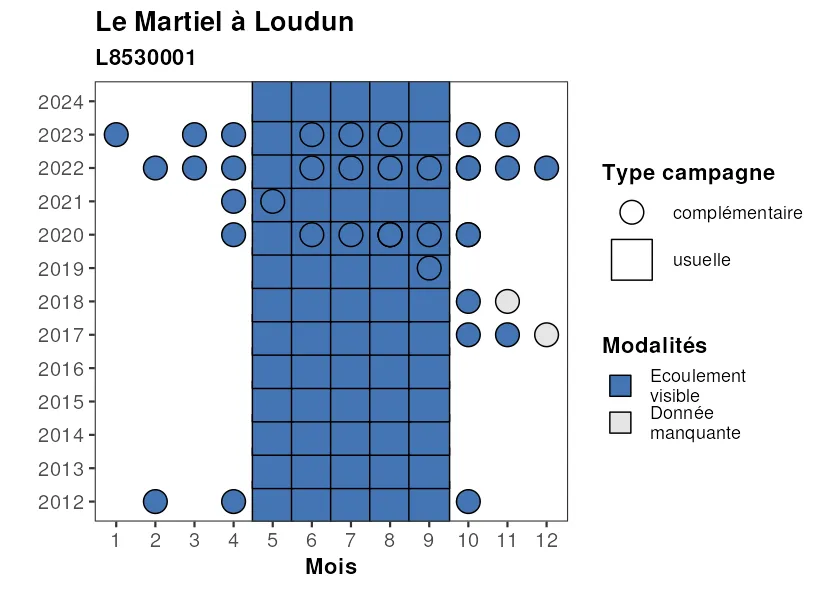 Le Martiel à Loudun
L8530001
2024
2023
2022
2021
2020
2019
2018
2017
2016
2015
2014
2013
2012
1 2 3 4 5 6 7 8 9 10 11 12
Mois
Type campagne
complémentaire
usuelle
Modalités
Ecoulement
visible
Donnée
manquante